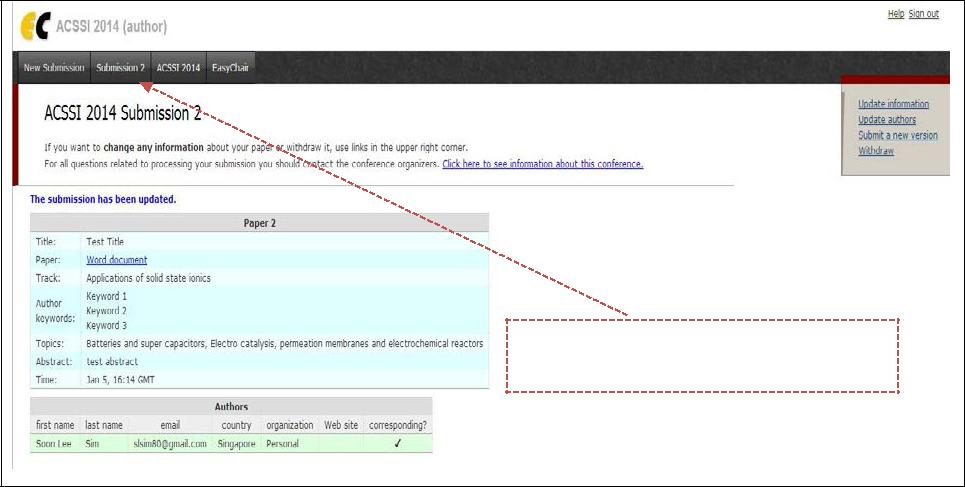 EC ACSSI 2014 (author)
Help Sign out
New Submission Submission 2 ACSSI 2014 EasyChair
ACSSI 2014 Submission 2
If you want to change any information about your paper or withdraw it, use links in the upper right corner.
For all questions related to processing your submission you should contact the conference organizers. Click here to see information about this conference.
Update information
Update authors
Submit a new version
Withdraw
The submission has been updated.
Paper 2
Title: Test Title
Paper: Word document
Track: Applications of solid state ionics
Author keywords: Keyword 1
Keyword 2
Keyword 3
Topics: Batteries and super capacitors, Electro catalysis, permeation membranes and electrochemical reactors
Abstract: test abstract
Time: Jan 5, 16:14 GMT
Authors
first name last name email country organization Web site corresponding?
Soon Lee Sim slsim80@gmail.com Singapore Personal ✓